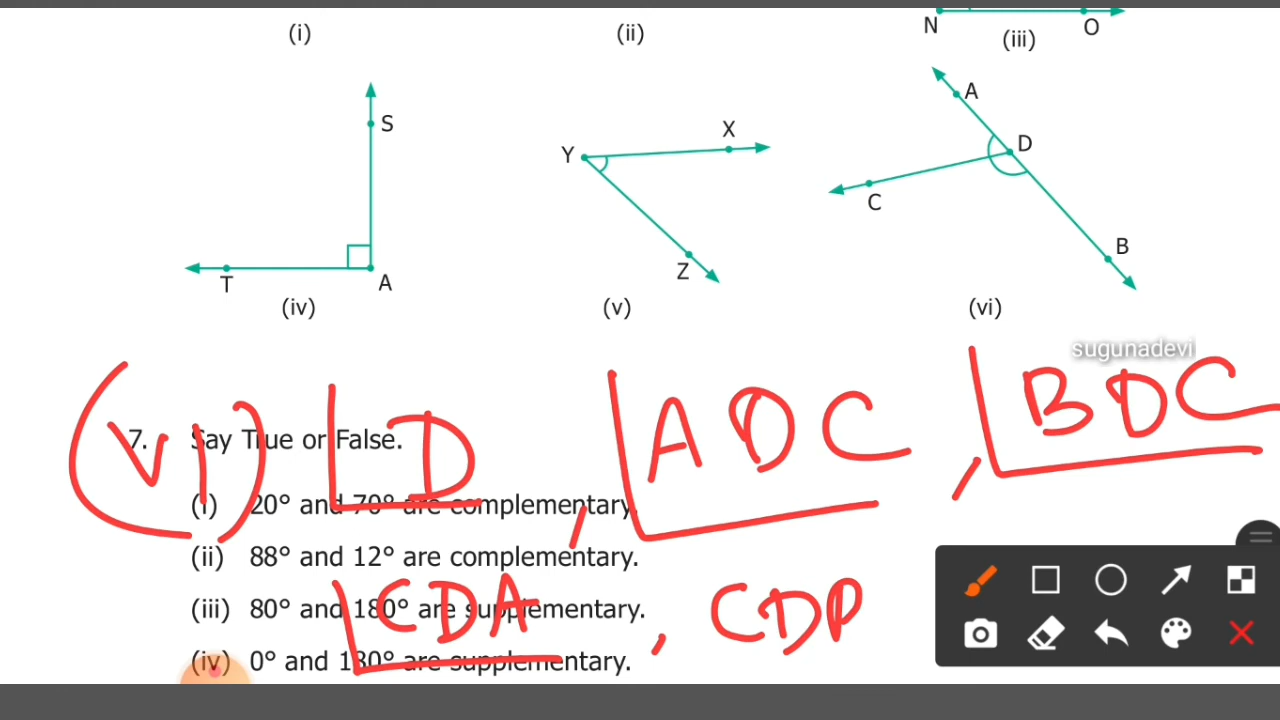 (i) (ii) N O
(iii)
A
S X D
Y
C
B
T A Z
(iv) (v) (vi)
sugunadevi
(vi) D, ADC, BDC
7. Say True or False.
(i) 20° and 70° are complementary.
(ii) 88° and 12° are complementary.
(iii) 80° and 180° are supplementary.
CDA, CD
(iv) 0° and 180° are supplementary.